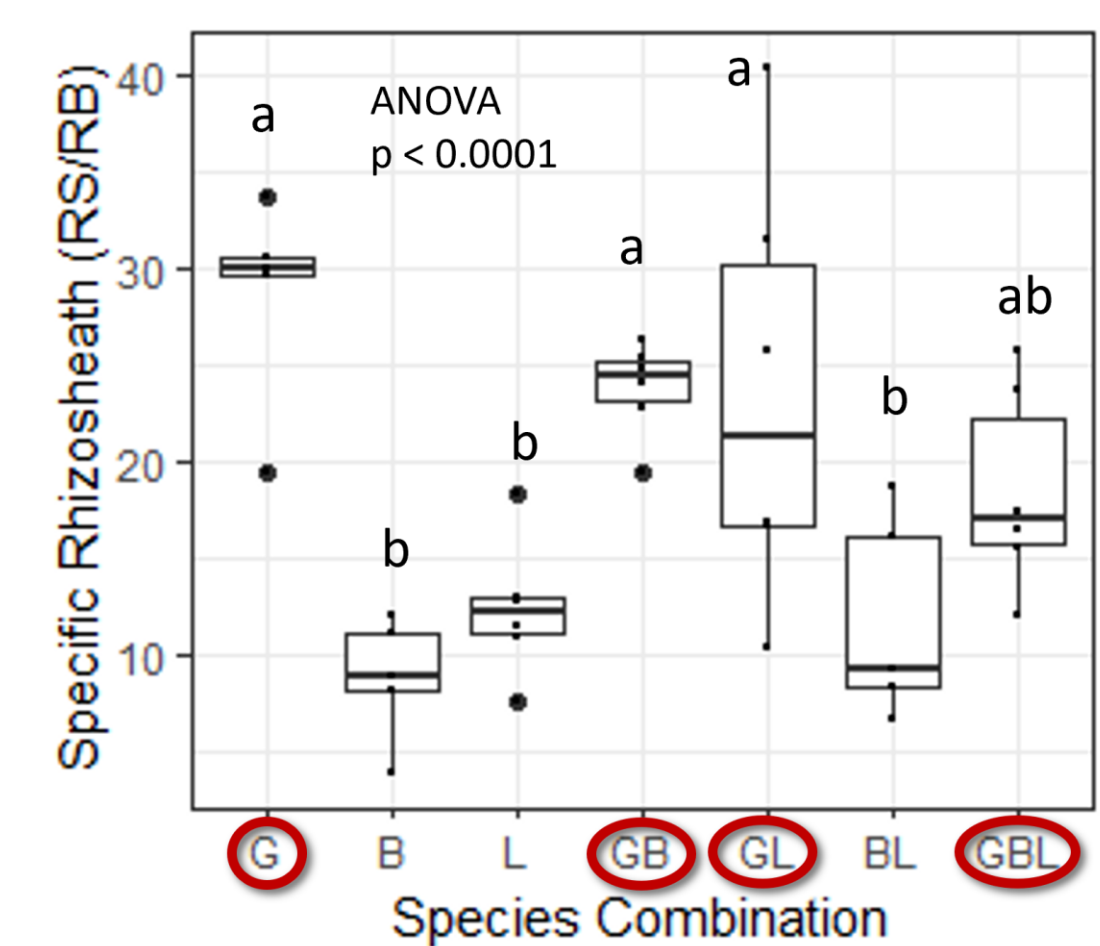 Specific Rhizosheath (RS/RB)
40
30
20
10
ANOVA
p < 0.0001
a
b
b
a
a
b
ab
G B L GB GL BL GBL
Species Combination